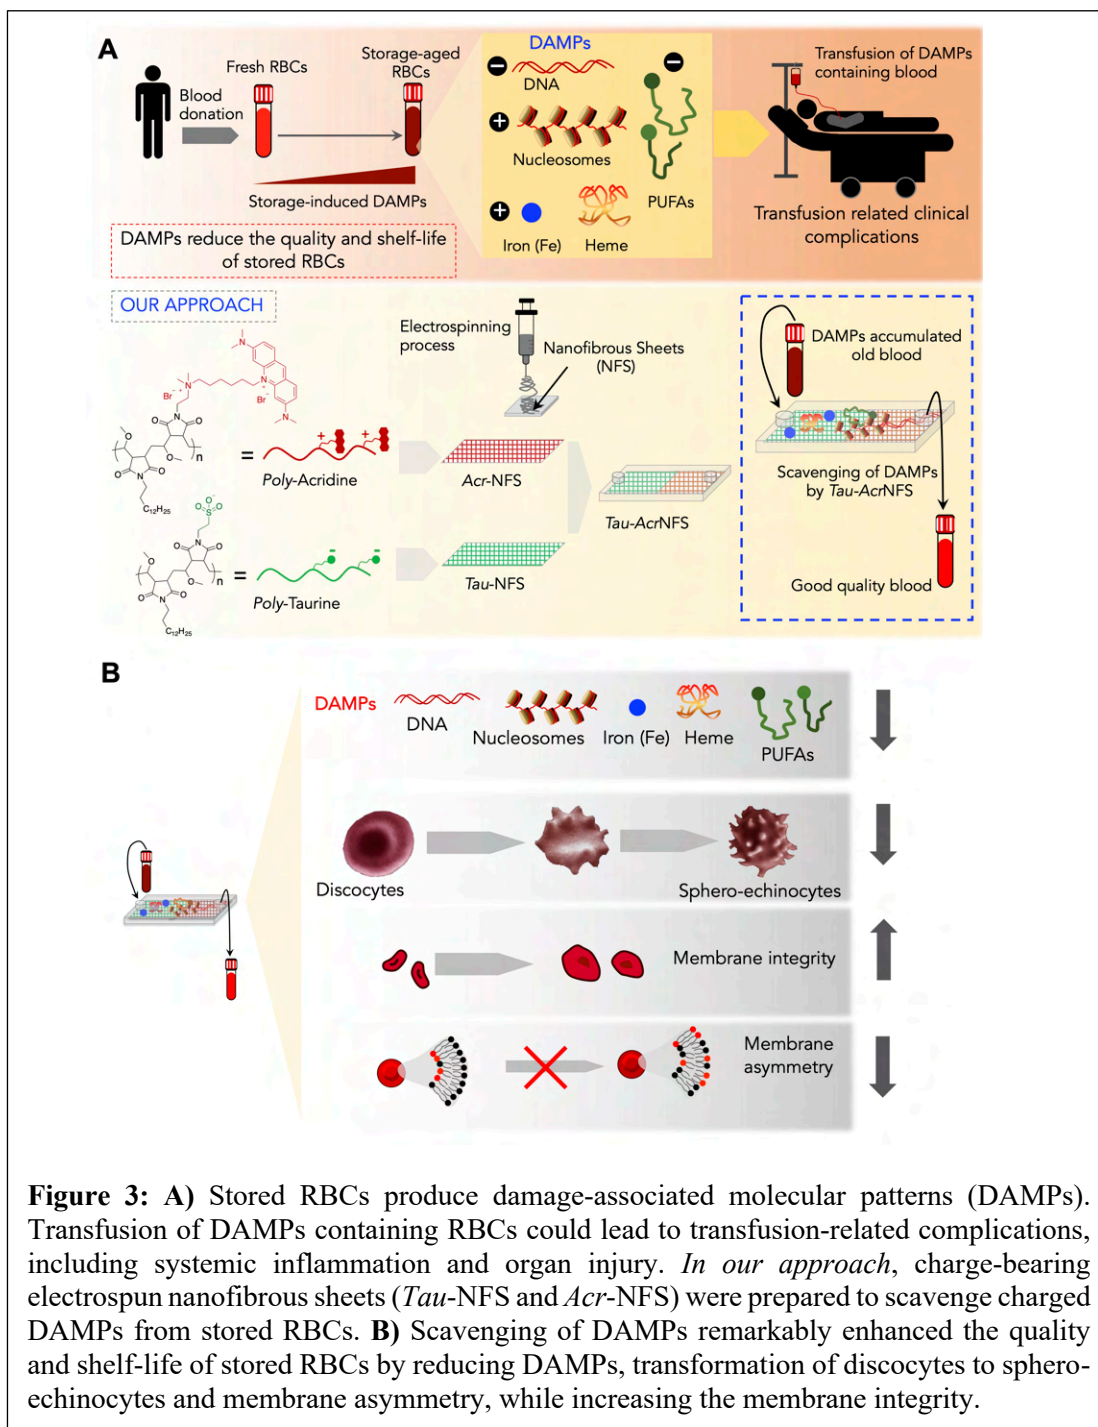 A
Fresh RBCs
Storage-aged
RBCs
Blood
donation
Storage-induced DAMPs
DAMPs reduce the quality and shelf-life
of stored RBCs
DAMPs
DNA
Nucleosomes
PUFAs
Iron (Fe)
Heme
Transfusion of DAMPs
containing blood
Transfusion related clinical
complications
OUR APPROACH
Electrospinning
process
Nanofibrous Sheets
(NFS)
Poly-Acridine
Acr-NFS
Poly-Taurine
Tau-NFS
Tau-AcrNFS
DAMPs accumulated
old blood
Scavenging of DAMPs
by Tau-AcrNFS
Good quality blood
B
DAMPs
DNA
Nucleosomes
Iron (Fe)
Heme
PUFAs
Discocytes
Sphero-echinocytes
Membrane integrity
Membrane
asymmetry
Figure 3: A) Stored RBCs produce damage-associated molecular patterns (DAMPs).
Transfusion of DAMPs containing RBCs could lead to transfusion-related complications,
including systemic inflammation and organ injury. In our approach, charge-bearing
electrospun nanofibrous sheets (Tau-NFS and Acr-NFS) were prepared to scavenge charged
DAMPs from stored RBCs. B) Scavenging of DAMPs remarkably enhanced the quality
and shelf-life of stored RBCs by reducing DAMPs, transformation of discocytes to sphero-
echinocytes and membrane asymmetry, while increasing the membrane integrity.